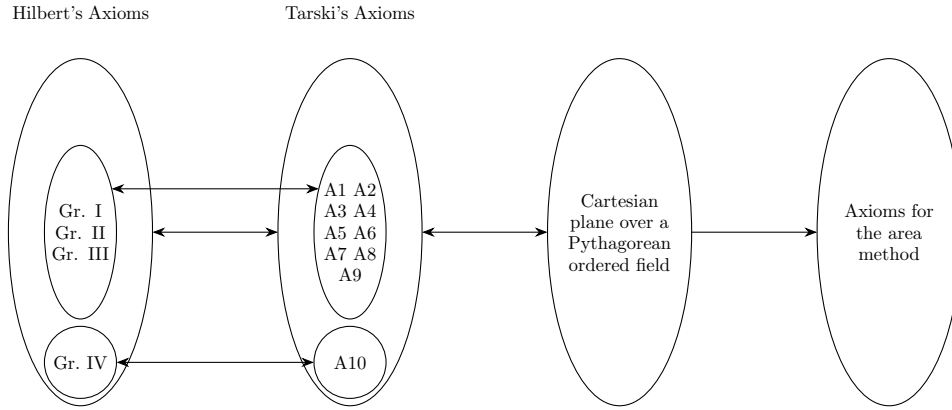 Hilbert's Axioms
Tarski's Axioms
Gr. I
Gr. II
Gr. III
Gr. IV
A1 A2
A3 A4
A5 A6
A7 A8
A9
A10
Cartesian
plane over a
Pythagorean
ordered field
Axioms for
the area
method